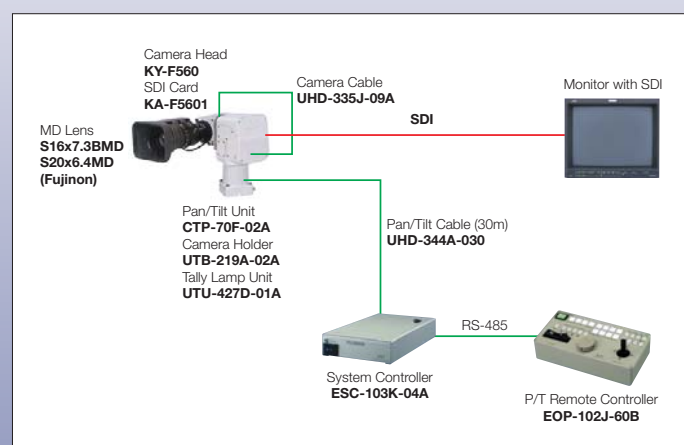 Camera Head
KY-F560
SDI Card
KA-F5601
Camera Cable
UHD-335J-09A
Monitor with SDI
SDI
MD Lens
S16x7.3BMD
S20x6.4MD
(Fujinon)
Pan/Tilt Unit
CTP-70F-02A
Camera Holder
UTB-219A-02A
Tally Lamp Unit
UTU-427D-01A
Pan/Tilt Cable (30m)
UHD-344A-030
RS-485
System Controller
ESC-103K-04A
P/T Remote Controller
EOP-102J-60B